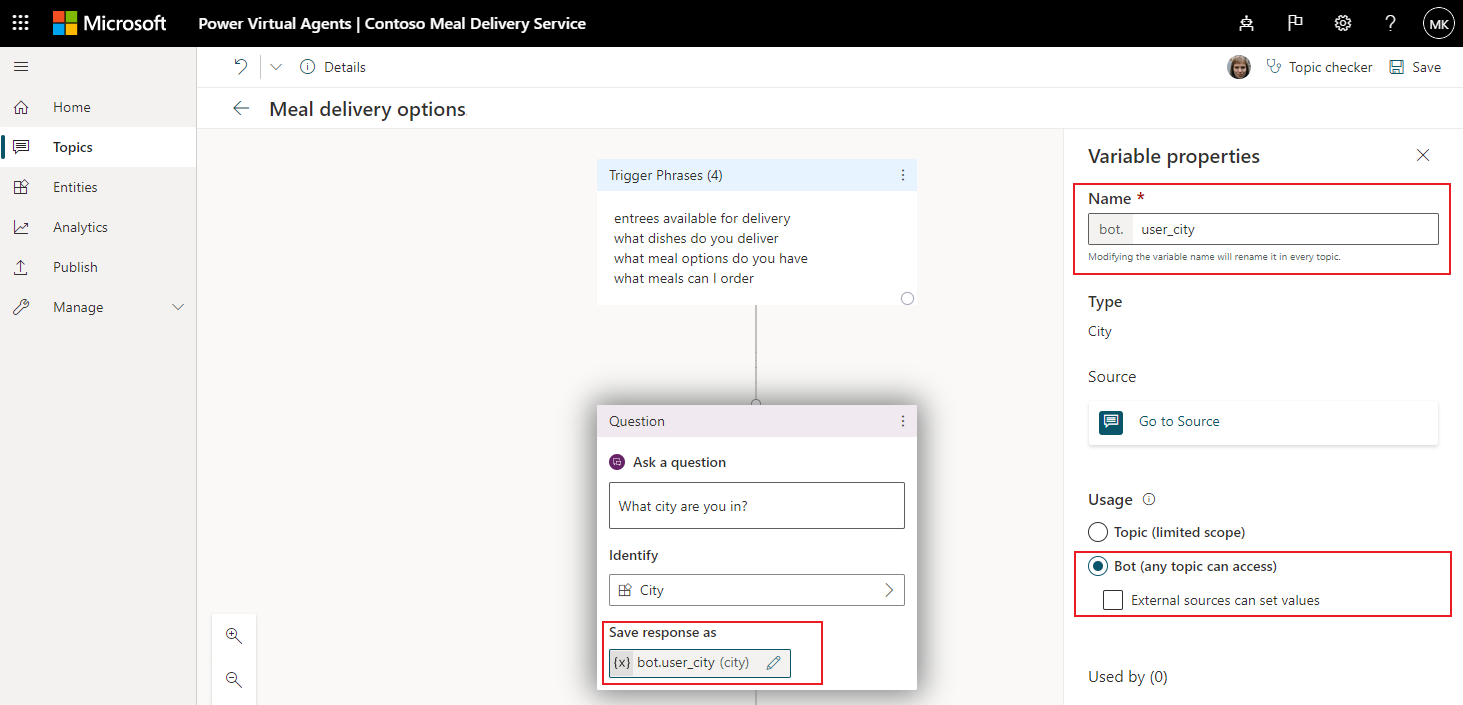 Microsoft
Power Virtual Agents | Contoso Meal Delivery Service
MK
Details
Topic checker
Save
Home
Topics
Entities
Analytics
Publish
Manage
Meal delivery options
Trigger Phrases (4)
entrees available for delivery
what dishes do you deliver
what meal options do you have
what meals can I order
Question
Ask a question
What city are you in?
Identify
City
Save response as
{x} bot.user_city (city)
Variable properties
Name *
bot. user_city
Modifying the variable name will rename it in every topic.
Type
City
Source
Go to Source
Usage
Topic (limited scope)
Bot (any topic can access)
External sources can set values
Used by (0)